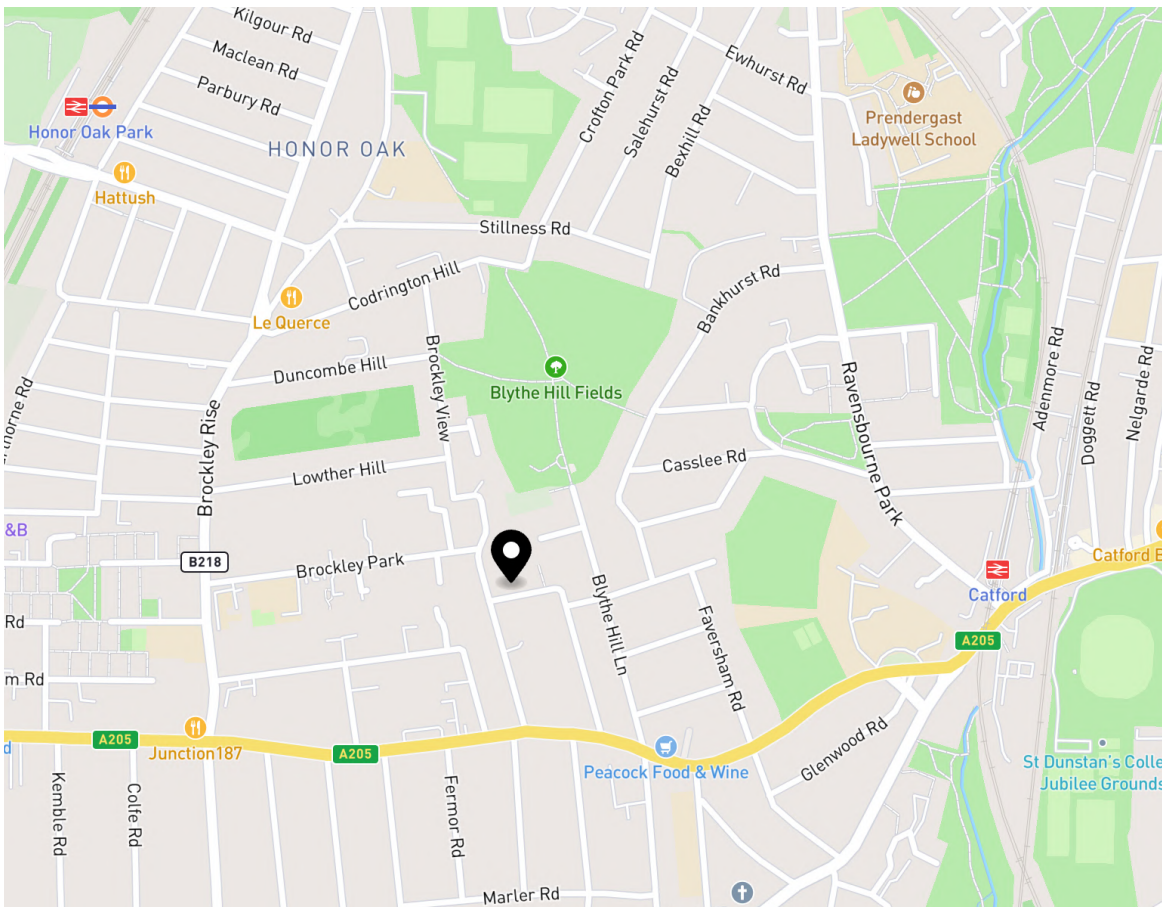 Kilgour Rd
Maclean Rd
Parbury Rd
Honor Oak Park
HONOR OAK
Hattush
Crofton Park Rd
Salehurst Rd
Bexhill Rd
Ewhurst Rd
Prendergast
Ladywell School
Stillness Rd
Codrington Hill
Le Querce
Bankhurst Rd
Duncombe Hill
Brockley View
Blythe Hill Fields
Ravensbourne Park
Adenmore Rd
Doggett Rd
Nelgarde Rd
Brockley Rise
Lowther Hill
Casslee Rd
&B
B218
Brockley Park
Catford
Blythe Hill Ln
Faversham Rd
Rd
A205
Rd
A205
A205
Junction187
Peacock Food & Wine
Glenwood Rd
St Dunstan's
Jubilee Grounds
Kemble Rd
Colfe Rd
Fermor Rd
Marler Rd
Catford